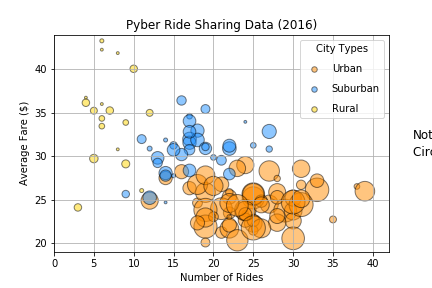 Pyber Ride Sharing Data (2016)
City Types
Urban
Suburban
Rural
Average Fare ($)
40
35
30
25
20
0 5 10 15 20 25 30 35 40
Number of Rides
Not
Circ